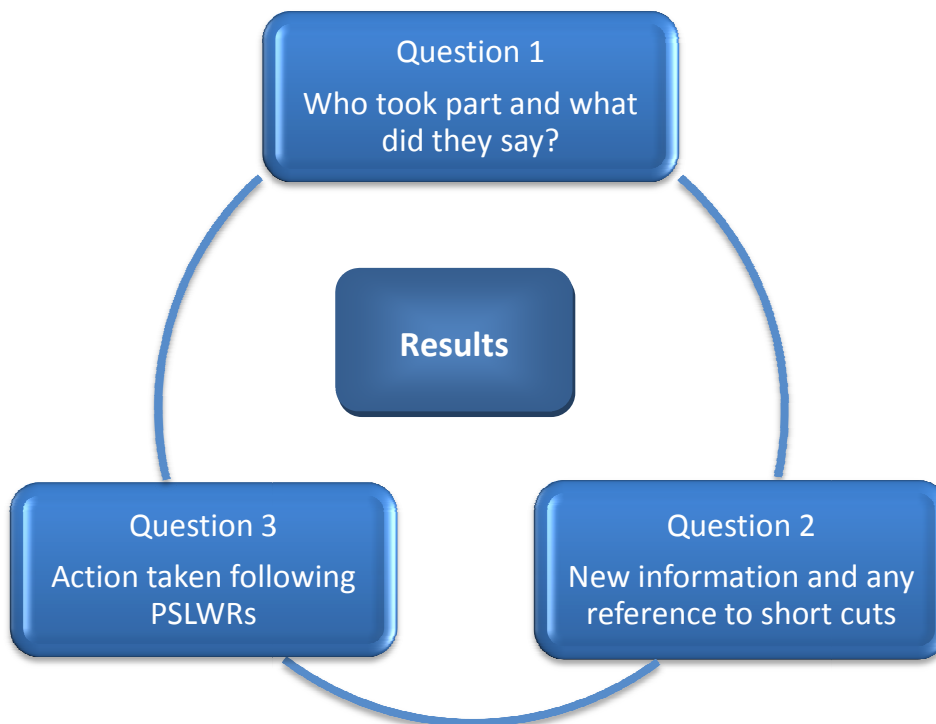 Question 1
Who took part and what
did they say?
Results
Question 3
Action taken following
PSLWRs
Question 2
New information and any
reference to short cuts